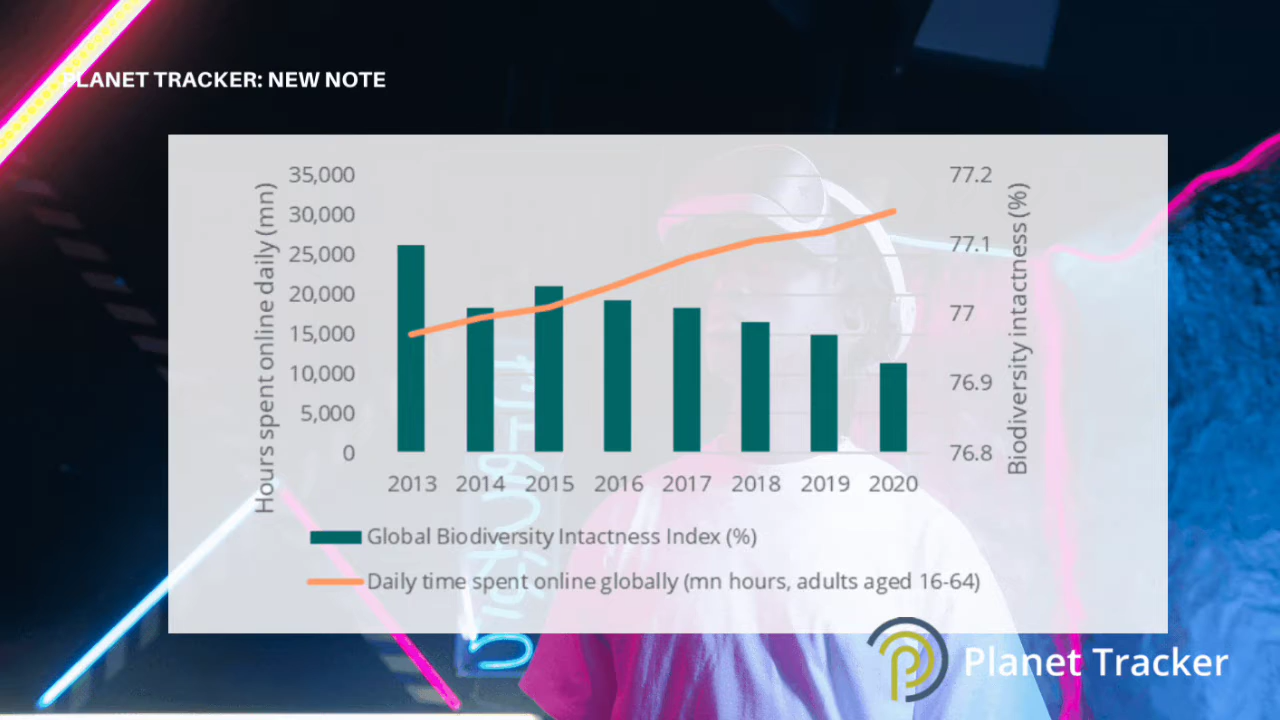 PLANET TRACKER: NEW NOTE
Hours spent online daily (mn)
35,000
30,000
25,000
20,000
15,000
10,000
5,000
0
77.2
77.1
77
76.9
76.8
Biodiversity intactness (%)
2013 2014 2015 2016 2017 2018 2019 2020
Global Biodiversity Intactness Index (%)
Daily time spent online globally (mn hours, adults aged 16-64)
Planet Tracker